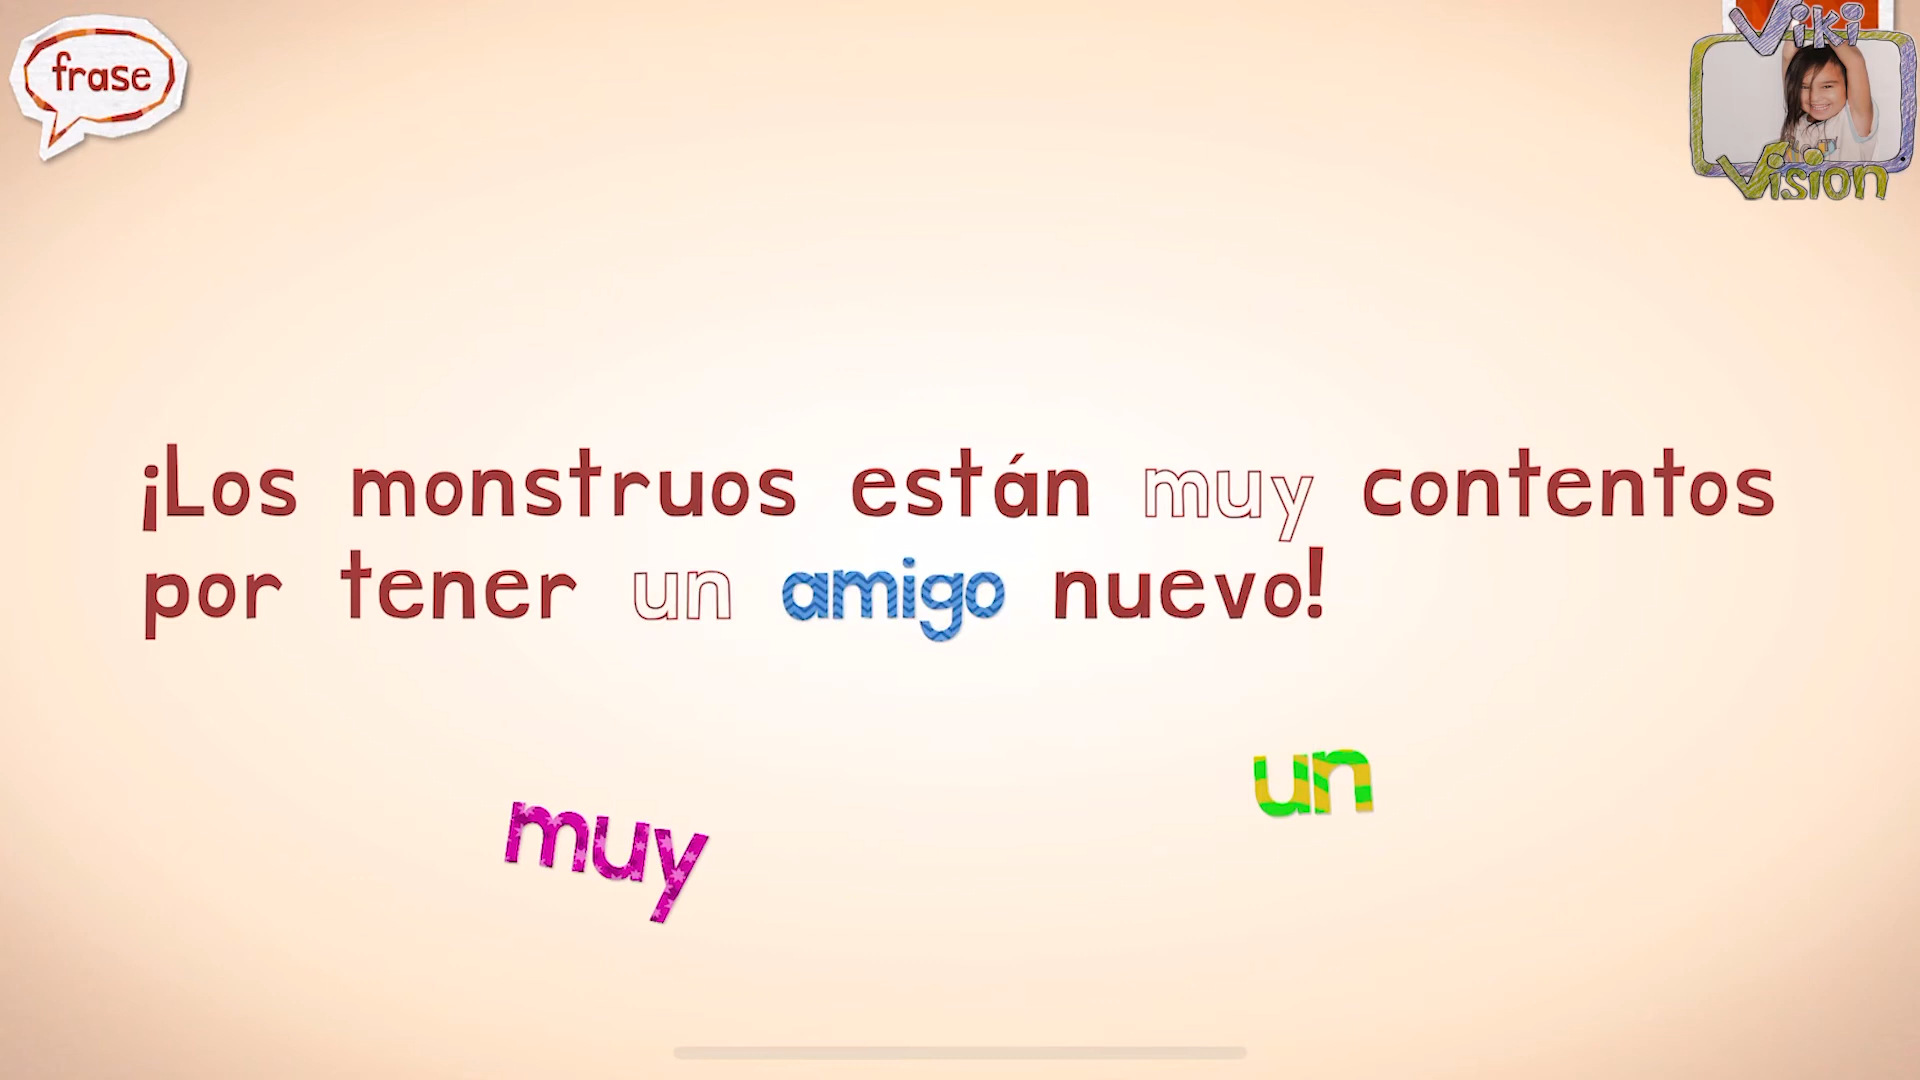 frase
Viki
Vision
¡Los monstruos están muy contentos
por tener un amigo nuevo!
un
muy